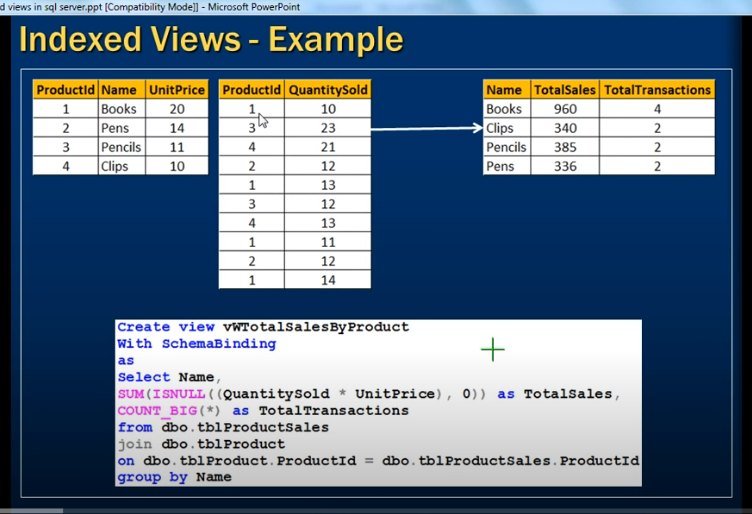 d views in sql server.ppt [Compatibility Mode]] - Microsoft PowerPoint
Indexed Views - Example
ProductId Name UnitPrice
1 Books 20
2 Pens 14
3 Pencils 11
4 Clips 10
ProductId QuantitySold
1 10
3 23
4 21
2 12
1 13
3 12
4 13
1 11
2 12
1 14
Name TotalSales TotalTransactions
Books 960 4
Clips 340 2
Pencils 385 2
Pens 336 2
Create view vWTotalSalesByProduct
With SchemaBinding
as
Select Name,
SUM(ISNULL((QuantitySold * UnitPrice), 0)) as TotalSales,
COUNT_BIG(*) as TotalTransactions
from dbo.tblProductSales
join dbo.tblProduct
on dbo.tblProduct.ProductId = dbo.tblProductSales.ProductId
group by Name